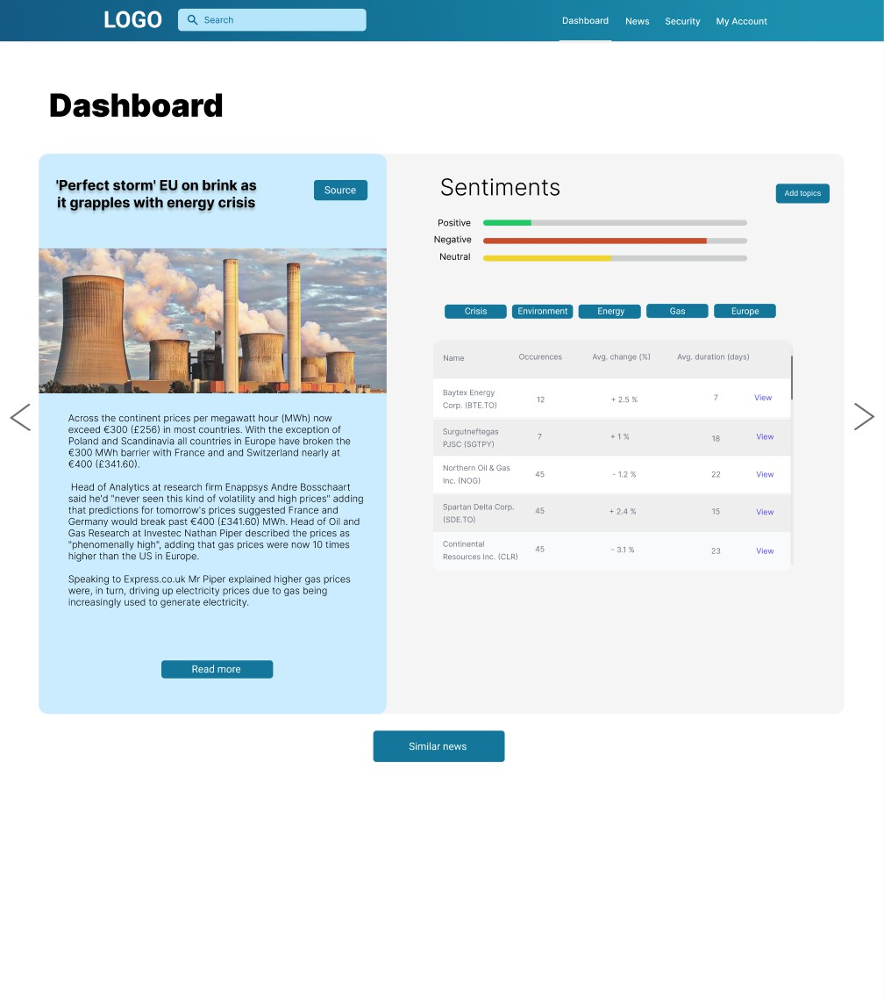 LOGO
Search
Dashboard
News
Security
My Account
Dashboard
'Perfect storm' EU on brink as
it grapples with energy crisis
Source
Across the continent prices per megawatt hour (MWh) now
exceed €300 (£256) in most countries. With the exception of
Poland and Scandinavia all countries in Europe have broken the
€300 MWh barrier with France and and Switzerland nearly at
€400 (£341.60).
Head of Analytics at research firm Enappsys Andre Bosschaart
said he'd "never seen this kind of volatility and high prices" adding
that predictions for tomorrow's prices suggested France and
Germany would break past €400 (£341.60) MWh. Head of Oil and
Gas Research at Investec Nathan Piper described the prices as
"phenomenally high", adding that gas prices were now 10 times
higher than the US in Europe.
Speaking to Express.co.uk Mr Piper explained higher gas prices
were, in turn, driving up electricity prices due to gas being
increasingly used to generate electricity.
Read more
Sentiments
Add topics
Positive
Negative
Neutral
Crisis
Environment
Energy
Gas
Europe
Name Occurences Avg. change (%) Avg. duration (days)
Baytex Energy
Corp. (BTE.TO) 12 + 2.5 % 7 View
Surgutneftegas
PJSC (SGTPY) 7 + 1 % 18 View
Northern Oil & Gas
Inc. (NOG) 45 - 1.2 % 22 View
Spartan Delta Corp.
(SDE.TO) 45 + 2.4 % 15 View
Continental
Resources Inc. (CLR) 45 - 3.1 % 23 View
Similar news